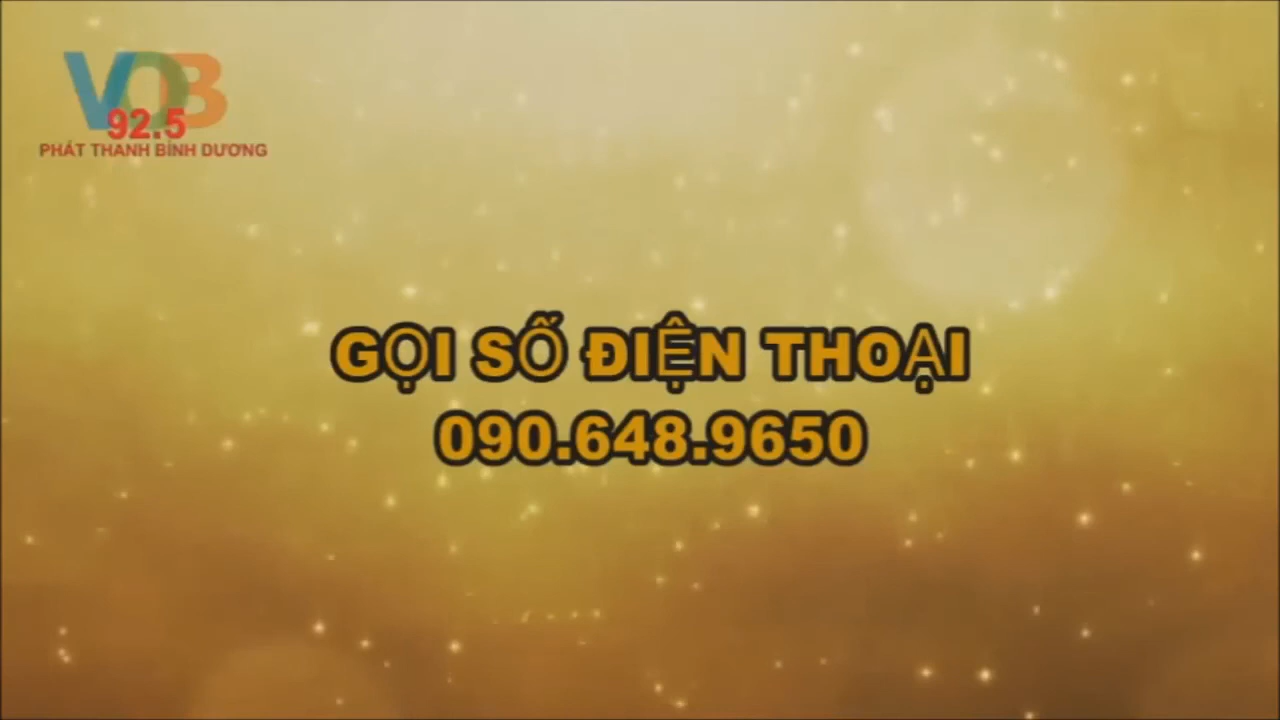 VOB
92.5
PHÁT THANH BÌNH DƯƠNG
GỌI SỐ ĐIỆN THOẠI
090.648.9650